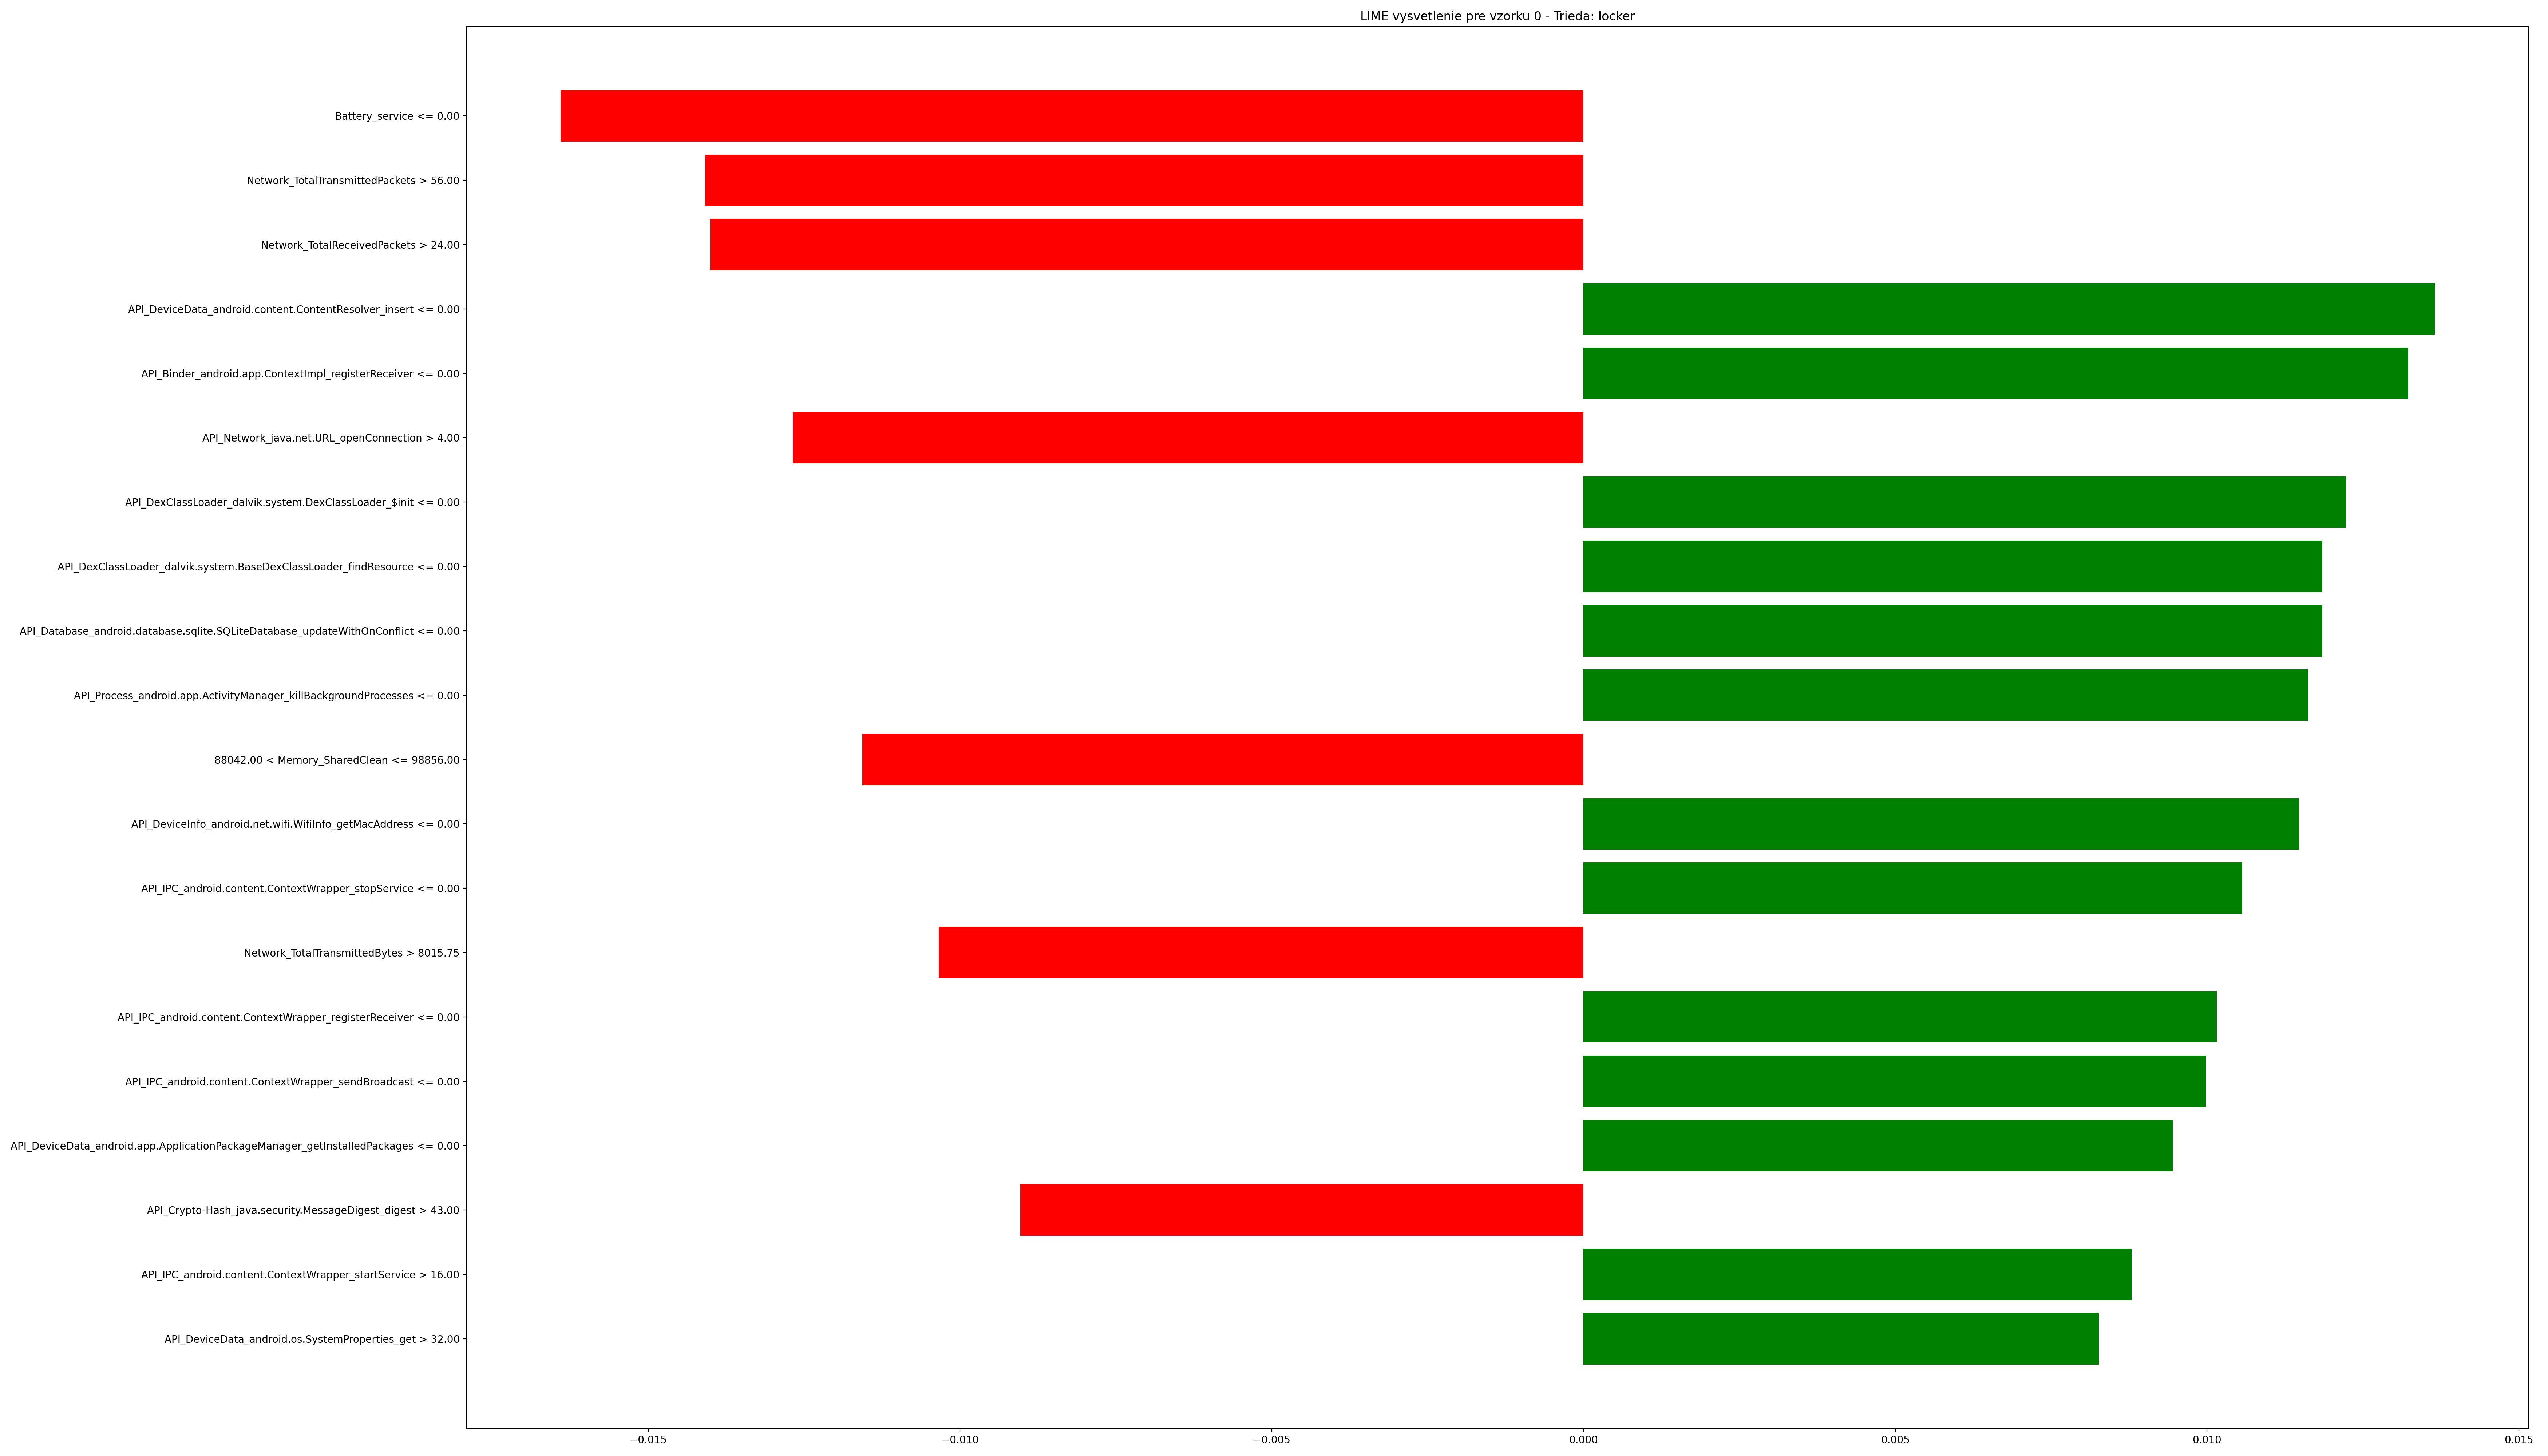 LIME vysvetlenie pre vzorku 0 - Trieda: locker
Battery_service <= 0.00
Network_TotalTransmittedPackets > 56.00
Network_TotalReceivedPackets > 24.00
API_DeviceData_android.content.ContentResolver_insert <= 0.00
API_Binder_android.app.ContextImpl_registerReceiver <= 0.00
API_Network_java.net.URL_openConnection > 4.00
API_DexClassLoader_dalvik.system.DexClassLoader_$init <= 0.00
API_DexClassLoader_dalvik.system.BaseDexClassLoader_findResource <= 0.00
API_Database_android.database.sqlite.SQLiteDatabase_updateWithOnConflict <= 0.00
API_Process_android.app.ActivityManager_killBackgroundProcesses <= 0.00
88042.00 < Memory_SharedClean <= 98856.00
API_DeviceInfo_android.net.wifi.WifiInfo_getMacAddress <= 0.00
API_IPC_android.content.ContextWrapper_stopService <= 0.00
Network_TotalTransmittedBytes > 8015.75
API_IPC_android.content.ContextWrapper_registerReceiver <= 0.00
API_IPC_android.content.ContextWrapper_sendBroadcast <= 0.00
API_DeviceData_android.app.ApplicationPackageManager_getInstalledPackages <= 0.00
API_Crypto-Hash_java.security.MessageDigest_digest > 43.00
API_IPC_android.content.ContextWrapper_startService > 16.00
API_DeviceData_android.os.SystemProperties_get > 32.00
−0.015 −0.010 −0.005 0.000 0.005 0.010 0.015